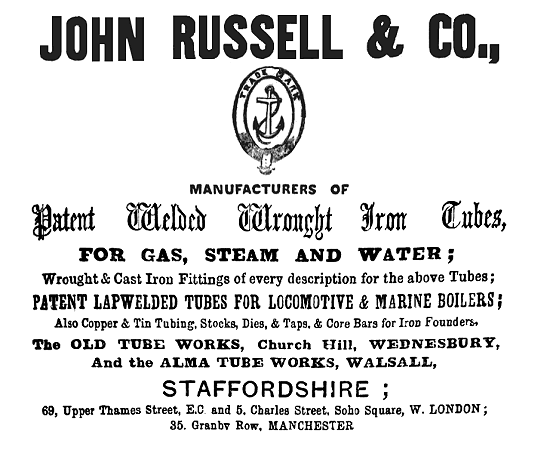 JOHN RUSSELL & CO.,
TRADE MARK
MANUFACTURERS OF
Patent Welded Wrought Iron Tubes,
FOR GAS, STEAM AND WATER;
Wrought & Cast Iron Fittings of every description for the above Tubes;
PATENT LAPWELDED TUBES FOR LOCOMOTIVE & MARINE BOILERS;
Also Copper & Tin Tubing, Stocks, Dies, & Taps, & Core Bars for Iron Founders.
The OLD TUBE WORKS, Church Hill, WEDNESBURY,
And the ALMA TUBE WORKS, WALSALL,
STAFFORDSHIRE ;
69, Upper Thames Street, E.C. and 5, Charles Street, Soho Square, W. LONDON ;
35, Granby Row, MANCHESTER